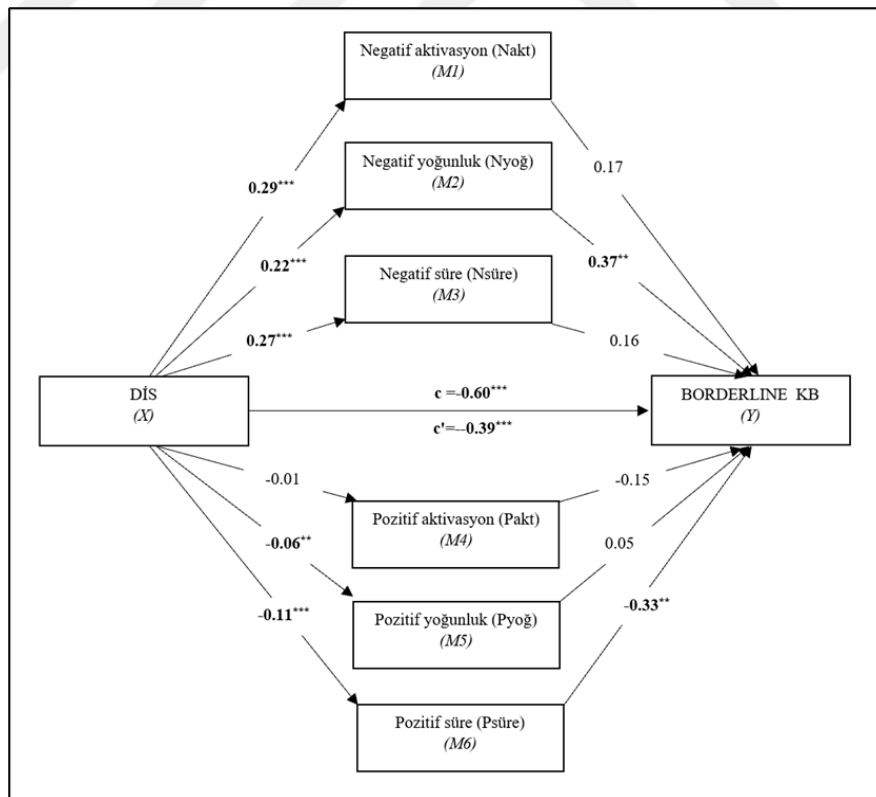 Negatif aktivasyon (Nakt)
(M1)
Negatif yoğunluk (Nyoğ)
(M2)
Negatif süre (Nsüre)
(M3)
0.29***
0.22***
0.27***
0.17
0.37**
0.16
DİS
(X)
c =-0.60***
c'=--0.39***
BORDERLINE KB
(Y)
-0.01
-0.06**
-0.11***
-0.15
0.05
-0.33**
Pozitif aktivasyon (Pakt)
(M4)
Pozitif yoğunluk (Pyoğ)
(M5)
Pozitif süre (Psüre)
(M6)